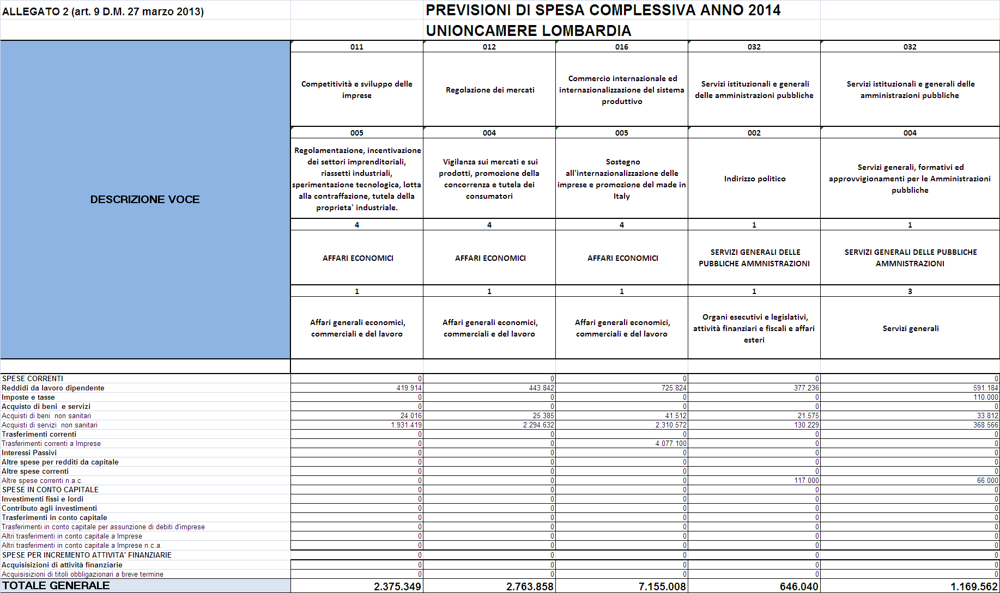 ALLEGATO 2 (art. 9 D.M. 27 marzo 2013)
PREVISIONI DI SPESA COMPLESSIVA ANNO 2014
UNIONCAMERE LOMBARDIA
DESCRIZIONE VOCE
011 012 016 032 032
Competitività e sviluppo delle
imprese
Regolazione dei mercati
Commercio internazionale ed
internazionalizzazione del sistema
produttivo
Servizi istituzionali e generali
delle amministrazioni pubbliche
Servizi istituzionali e generali delle
amministrazioni pubbliche
005 004 005 002 004
Regolamentazione, incentivazione
dei settori imprenditoriali,
riassetti industriali,
sperimentazione tecnologica, lotta
alla contraffazione, tutela della
proprieta' industriale.
Vigilanza sui mercati e sui
prodotti, promozione della
concorrenza e tutela dei
consumatori
Sostegno
all'internazionalizzazione delle
imprese e promozione del made in
Italy
Indirizzo politico
Servizi generali, formativi ed
approvvigionamenti per le Amministrazioni
pubbliche
4 4 4 1 1
AFFARI ECONOMICI
AFFARI ECONOMICI
AFFARI ECONOMICI
SERVIZI GENERALI DELLE
PUBBLICHE AMMNISTRAZIONI
SERVIZI GENERALI DELLE PUBBLICHE
AMMNISTRAZIONI
1 1 1 1 3
Affari generali economici,
commerciali e del lavoro
Affari generali economici,
commerciali e del lavoro
Affari generali economici,
commerciali e del lavoro
Organi esecutivi e legislativi,
attività finanziari e fiscali e affari
esteri
Servizi generali
SPESE CORRENTI 0 0 0 0 0
Reddidi da lavoro dipendente 419.914 443.842 725.824 377.236 591.184
Imposte e tasse 0 0 0 0 110.000
Acquisto di beni e servizi 0 0 0 0 0
Acquisti di beni non sanitari 24.016 25.385 41.512 21.575 33.812
Acquisti di servizi non sanitari 1.931.419 2.294.632 2.310.572 130.229 368.566
Trasferimenti correnti 0 0 0 0 0
Trasferimenti correnti a Imprese 0 0 4.077.100 0 0
Interessi Passivi 0 0 0 0 0
Altre spese per redditi da capitale 0 0 0 0 0
Altre spese correnti 0 0 0 0 0
Altre spese correnti n.a.c. 0 0 0 117.000 66.000
SPESE IN CONTO CAPITALE 0 0 0 0 0
Investimenti fissi e lordi 0 0 0 0 0
Contributo agli investimenti 0 0 0 0 0
Trasferimenti in conto capitale 0 0 0 0 0
Trasferimenti in conto capitale per assunzione di debiti d'imprese 0 0 0 0 0
Altri trasferimenti in conto capitale a Imprese 0 0 0 0 0
Altri trasferimenti in conto capitale a Imprese n.c.a. 0 0 0 0 0
SPESE PER INCREMENTO ATTIVITA' FINANZIARIE 0 0 0 0 0
Acquisisizioni di attività finanziarie 0 0 0 0 0
Acquisisizioni di titoli obbligazionari a breve termine 0 0 0 0 0
TOTALE GENERALE 2.375.349 2.763.858 7.155.008 646.040 1.169.562